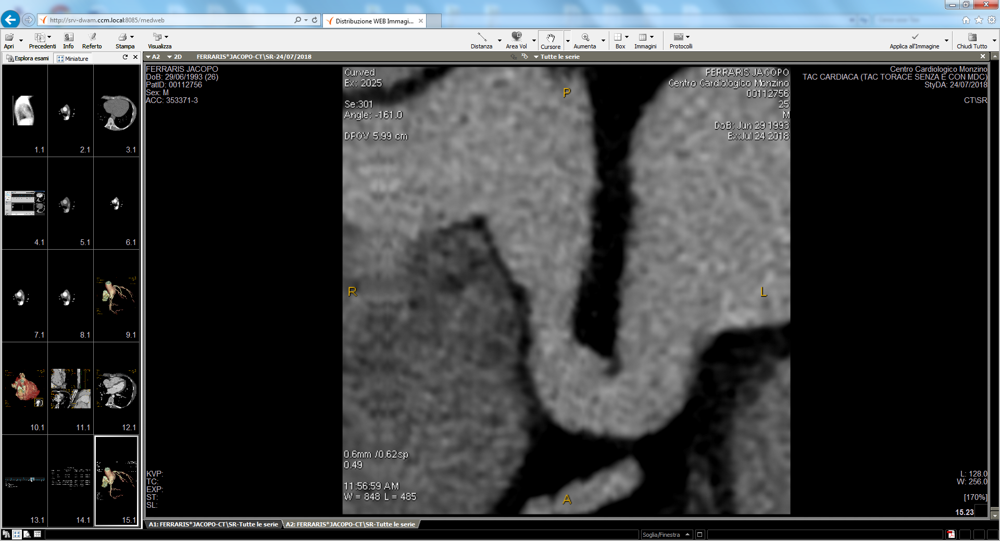 http://srv-dwam.ccm.local:8085/medweb
Distribuzione WEB Immagi...
Apri
Precedenti
Info
Referto
Stampa
Visualizza
Distanza
Area Vol
Cursore
Aumenta
Box
Immagini
Protocolli
Applica all'Immagine
Chiudi Tutto
Esplora esami
Miniature
A2
2D
FERRARIS*JACOPO-CT\SR-24/07/2018
Tutte le serie
1.1
2.1
3.1
4.1
5.1
6.1
7.1
8.1
9.1
10.1
11.1
12.1
13.1
14.1
15.1
FERRARIS JACOPO
DoB: 29/06/1993 (26)
PatID: 00112756
Sex: M
ACC: 353371-3
Curved
Ex: 2025
Se:301
Angle: -161.0
DFOV 5.99 cm
P
FERRARIS JACOPO
Centro Cardiologico Monzino
00112756
25
M
DoB: Jun 29 1993
Ex:Jul 24 2018
Centro Cardiologico Monzino
TAC CARDIACA (TAC TORACE SENZA E CON MDC)
StyDA: 24/07/2018
CT\SR
R
L
0.6mm /0.62sp
0.49
11:56:59 AM
W = 848 L = 485
A
KVP:
TC:
EXP:
ST:
SL:
L: 128.0
W: 256.0
[170%]
15.23
A1: FERRARIS*JACOPO-CT\SR-Tutte le serie
A2: FERRARIS*JACOPO-CT\SR-Tutte le serie
Soglia/Finestra